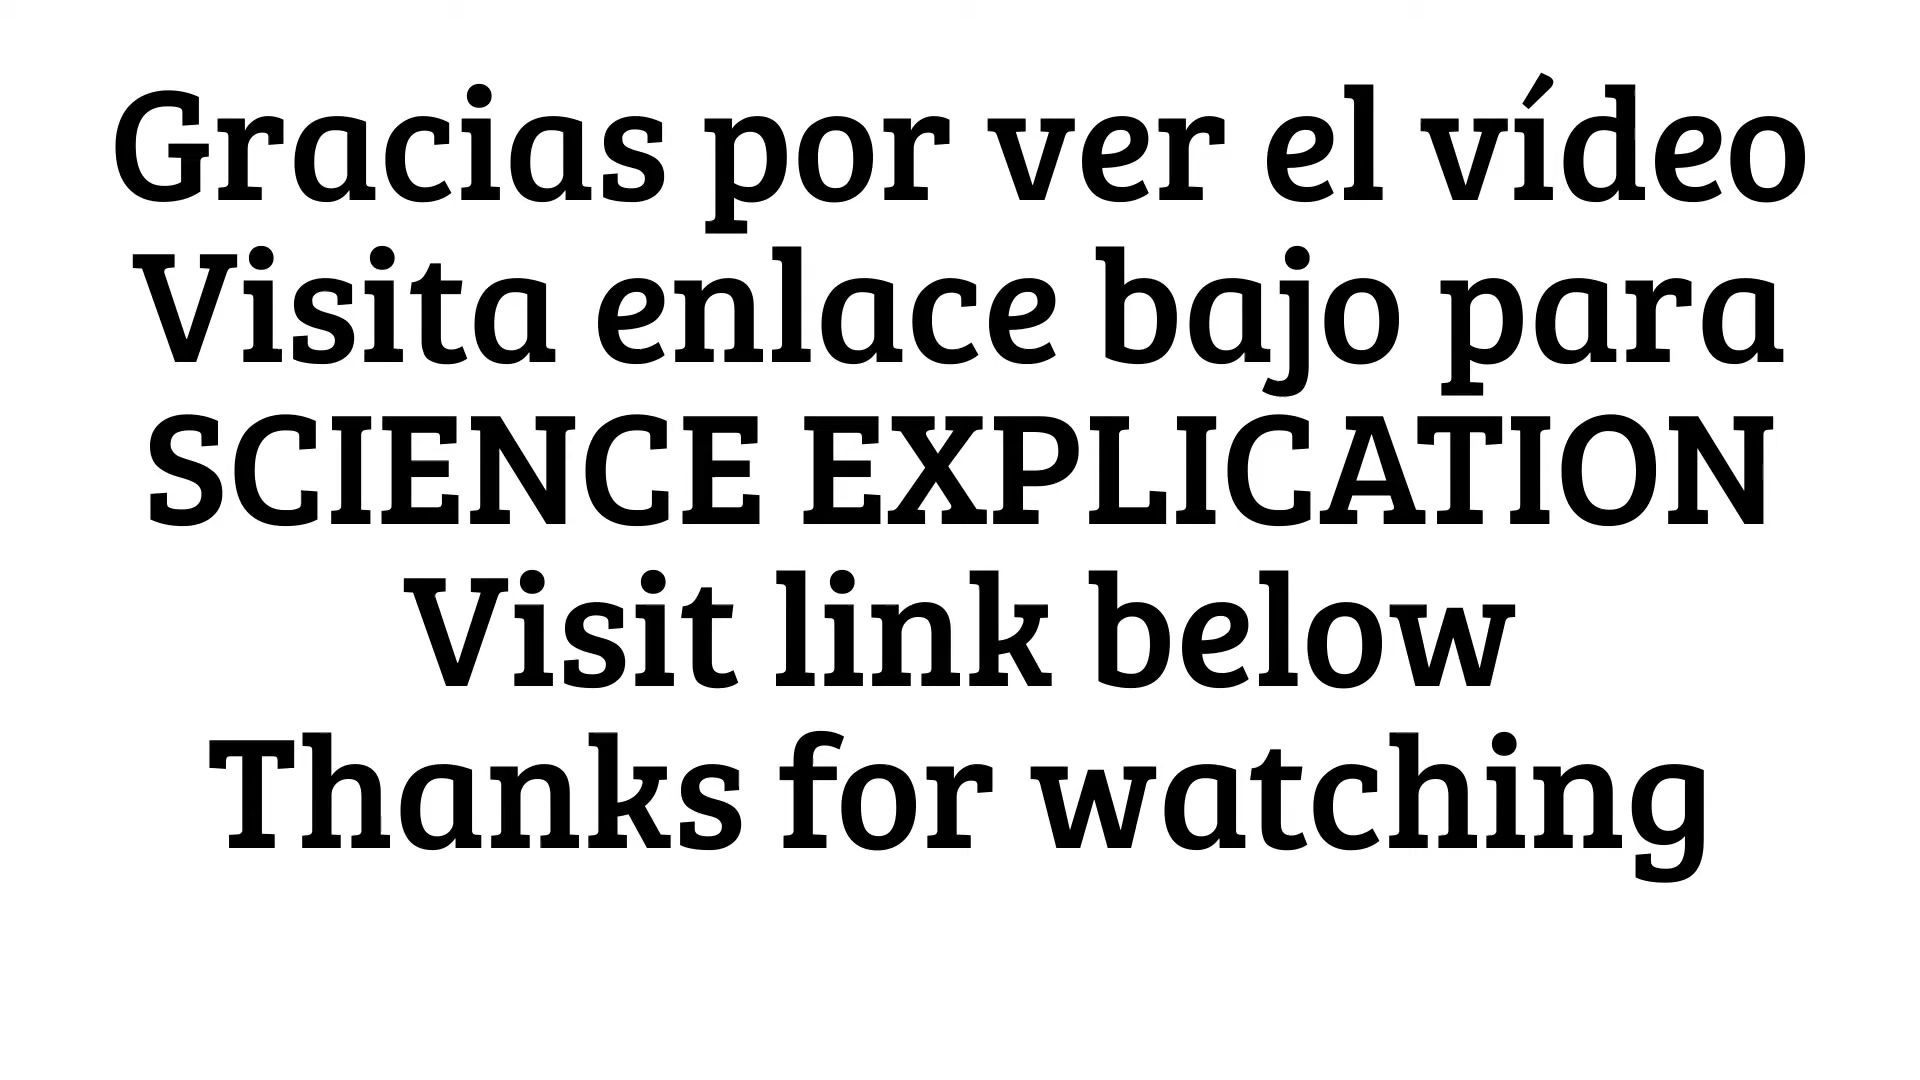 Gracias por ver el vídeo
Visita enlace bajo para
SCIENCE EXPLICATION
Visit link below
Thanks for watching